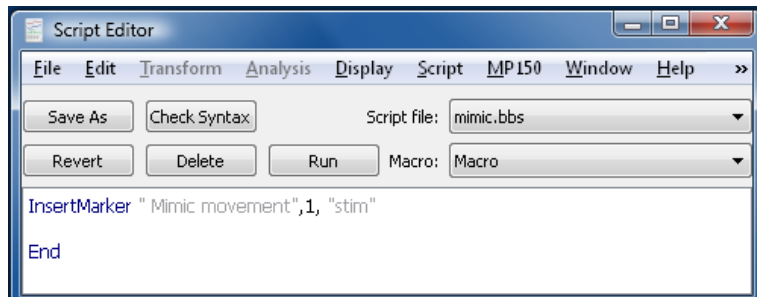 Script Editor
File Edit Transform Analysis Display Script MP150 Window Help »
Save As Check Syntax Script file: mimic.bbs
Revert Delete Run Macro: Macro
InsertMarker " Mimic movement",1, "stim"
End